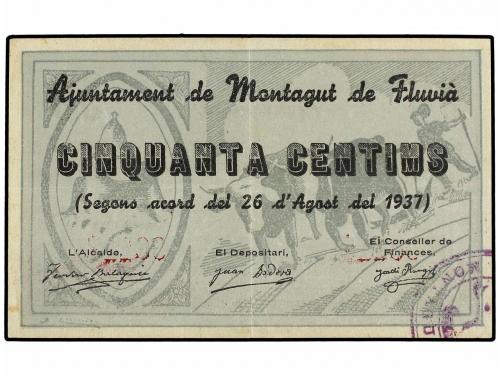 Ajuntament de Montagut de Fluvià
CINQUANTA CENTIMS
(Segons acord del 26 d'Agost del 1937)
L'Alcalde,
El Depositari,
El Conseller de
Finances,